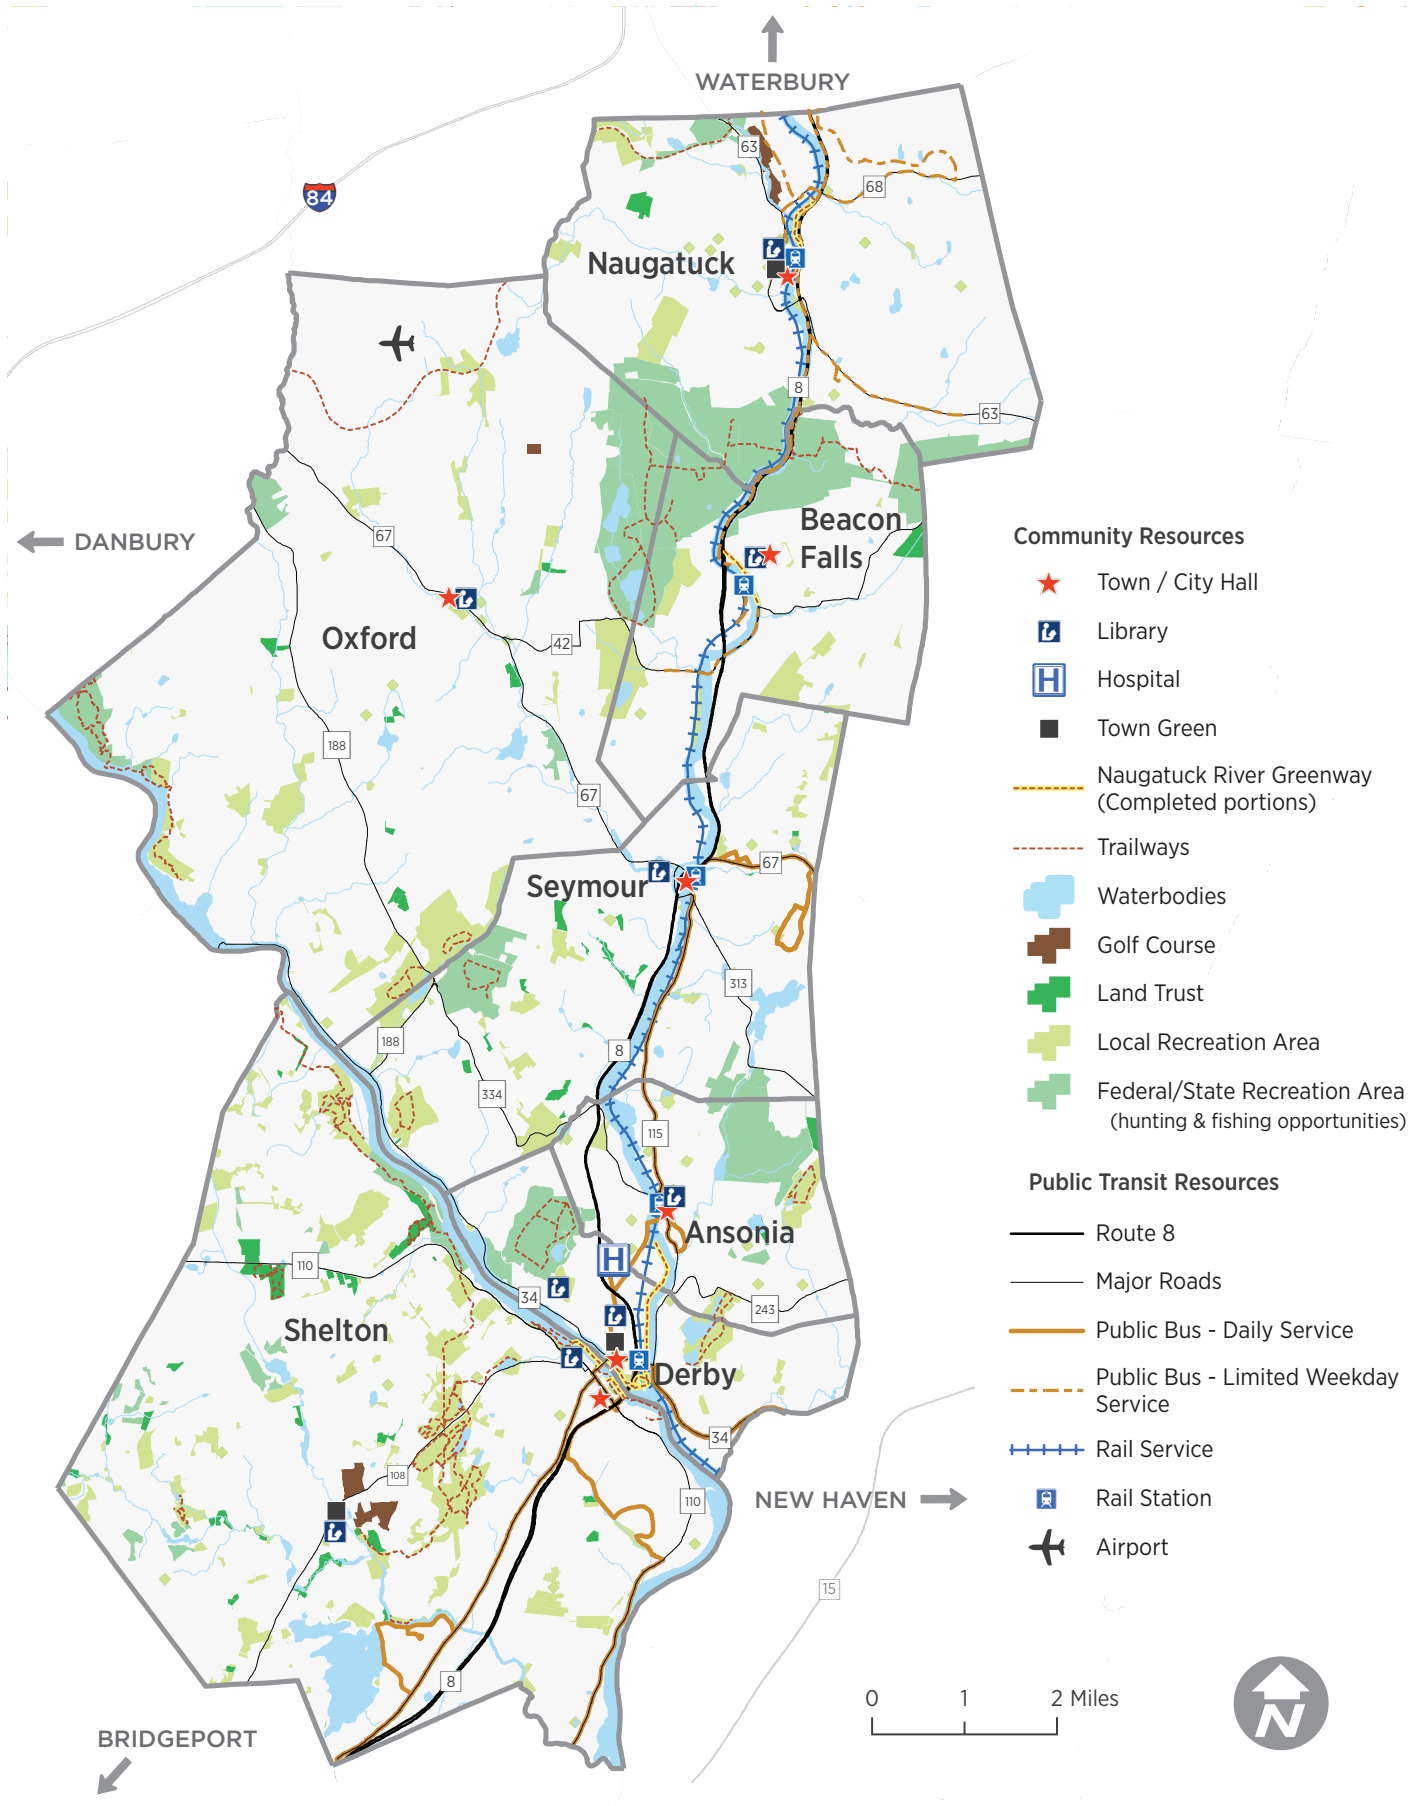 WATERBURY
63
84
68
Naugatuck
8
63
Beacon
Falls
67
DANBURY
Oxford
42
188
67
67
Seymour
313
188
8
334
115
Ansonia
110
34
243
Shelton
Derby
34
108
110
NEW HAVEN
15
8
BRIDGEPORT
Community Resources
Town / City Hall
Library
H Hospital
Town Green
Naugatuck River Greenway
(Completed portions)
Trailways
Waterbodies
Golf Course
Land Trust
Local Recreation Area
Federal/State Recreation Area
(hunting & fishing opportunities)
Public Transit Resources
Route 8
Major Roads
Public Bus - Daily Service
Public Bus - Limited Weekday
Service
Rail Service
Rail Station
Airport
H
0 1 2 Miles
N